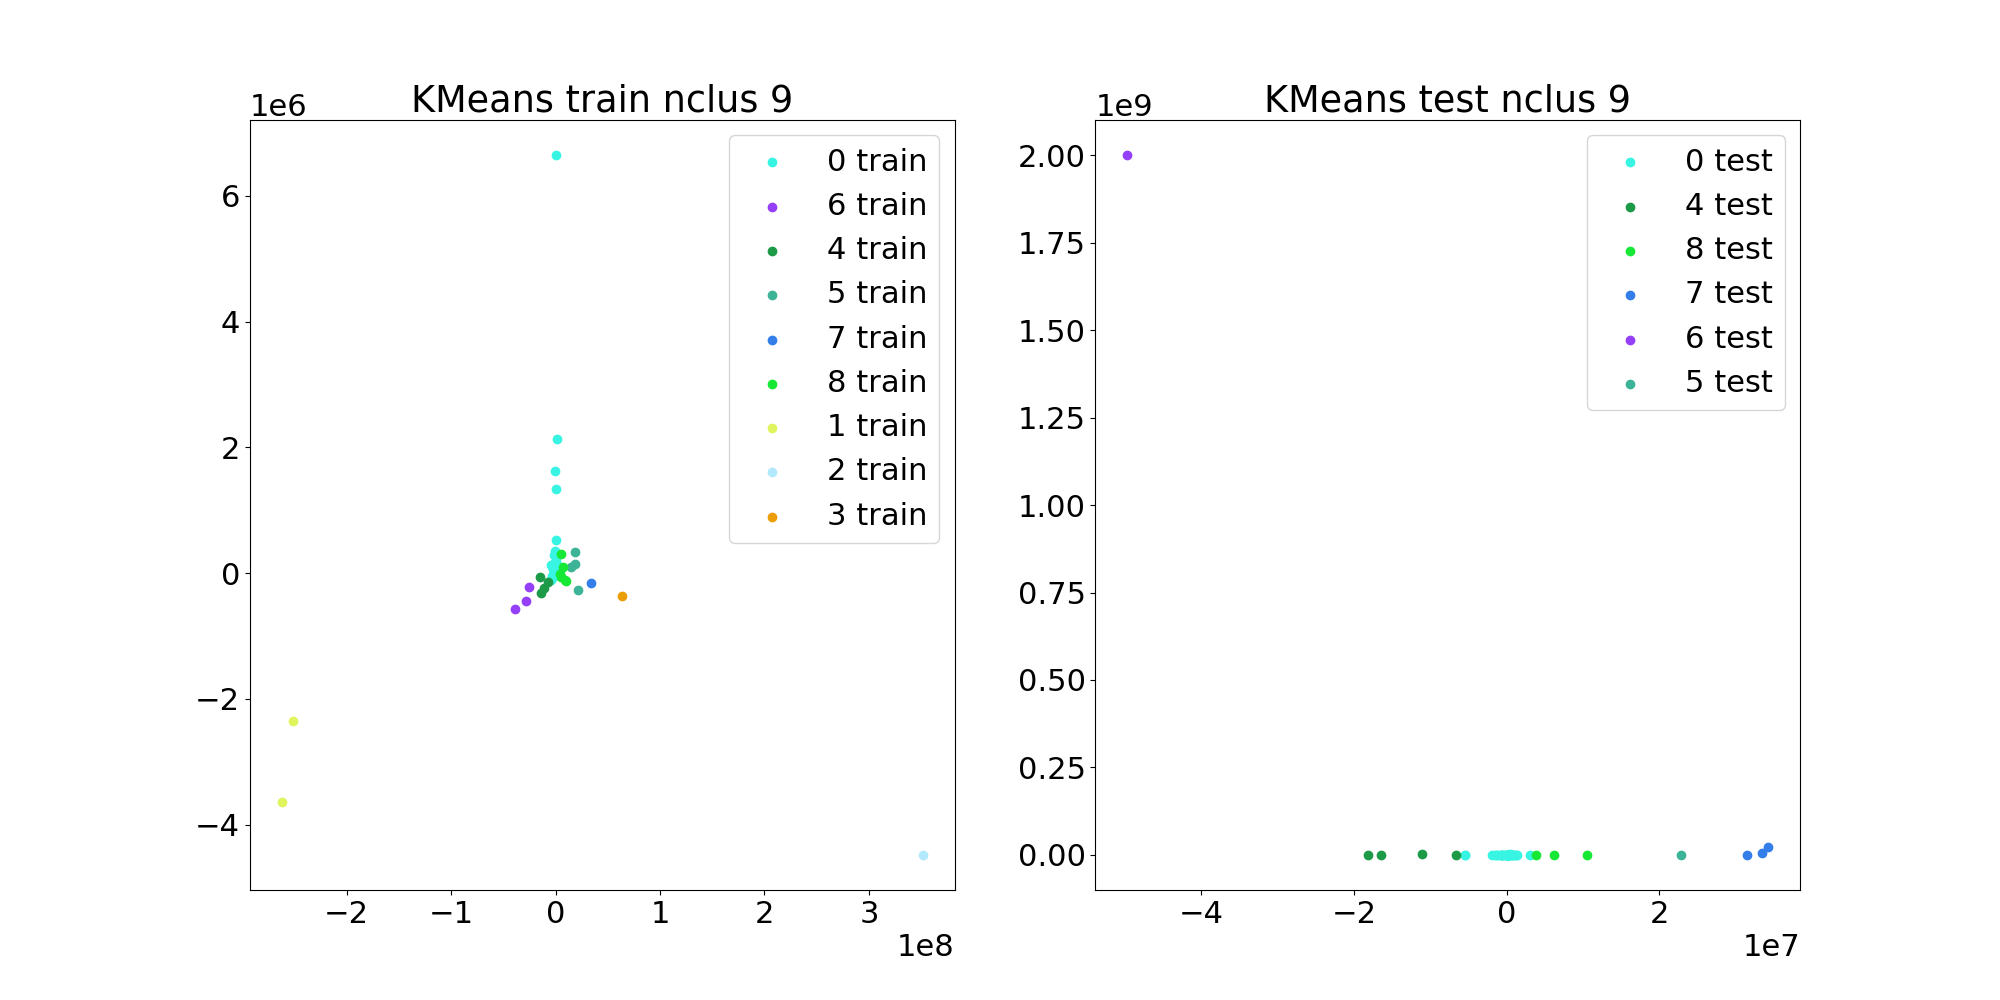 KMeans train nclus 9
1e6
6
4
2
0
−2
−4
−2
−1
0
1
2
3
1e8
0 train
6 train
4 train
5 train
7 train
8 train
1 train
2 train
3 train
KMeans test nclus 9
1e9
2.00
1.75
1.50
1.25
1.00
0.75
0.50
0.25
0.00
−4
−2
0
2
1e7
0 test
4 test
8 test
7 test
6 test
5 test